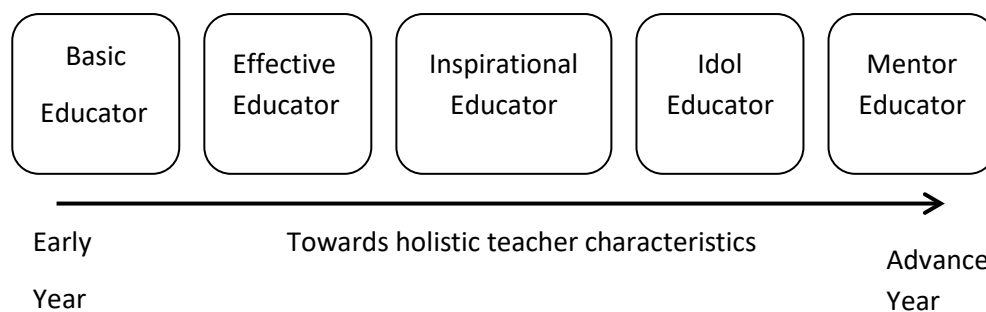 Basic
Educator
Effective
Educator
Inspirational
Educator
Idol
Educator
Mentor
Educator
Early
Year
Towards holistic teacher characteristics
Advance
Year